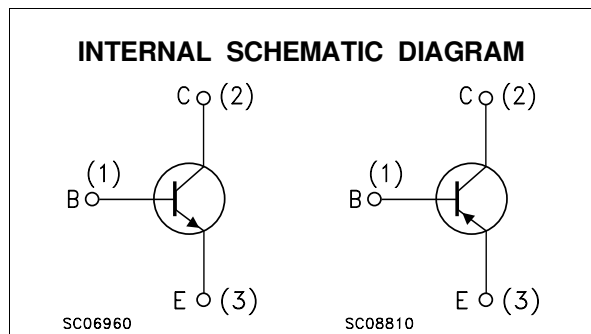 INTERNAL SCHEMATIC DIAGRAM
C (2) C (2)
(1) (1)
B B
E (3) E (3)
SC06960 SC08810